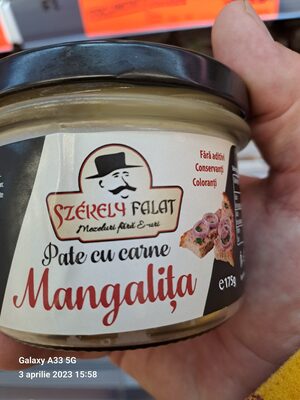 SZÉKELY FALAT
Mezeluri fără E-uri
Fără aditivi
Conservanți
Coloranți
Pate cu carne
Mangalița
℮175g
Galaxy A33 5G
3 aprilie 2023 15:58